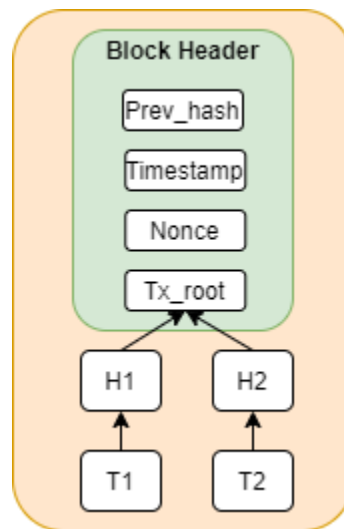 Block Header
Prev_hash
Timestamp
Nonce
Tx_root
H1 H2
T1 T2